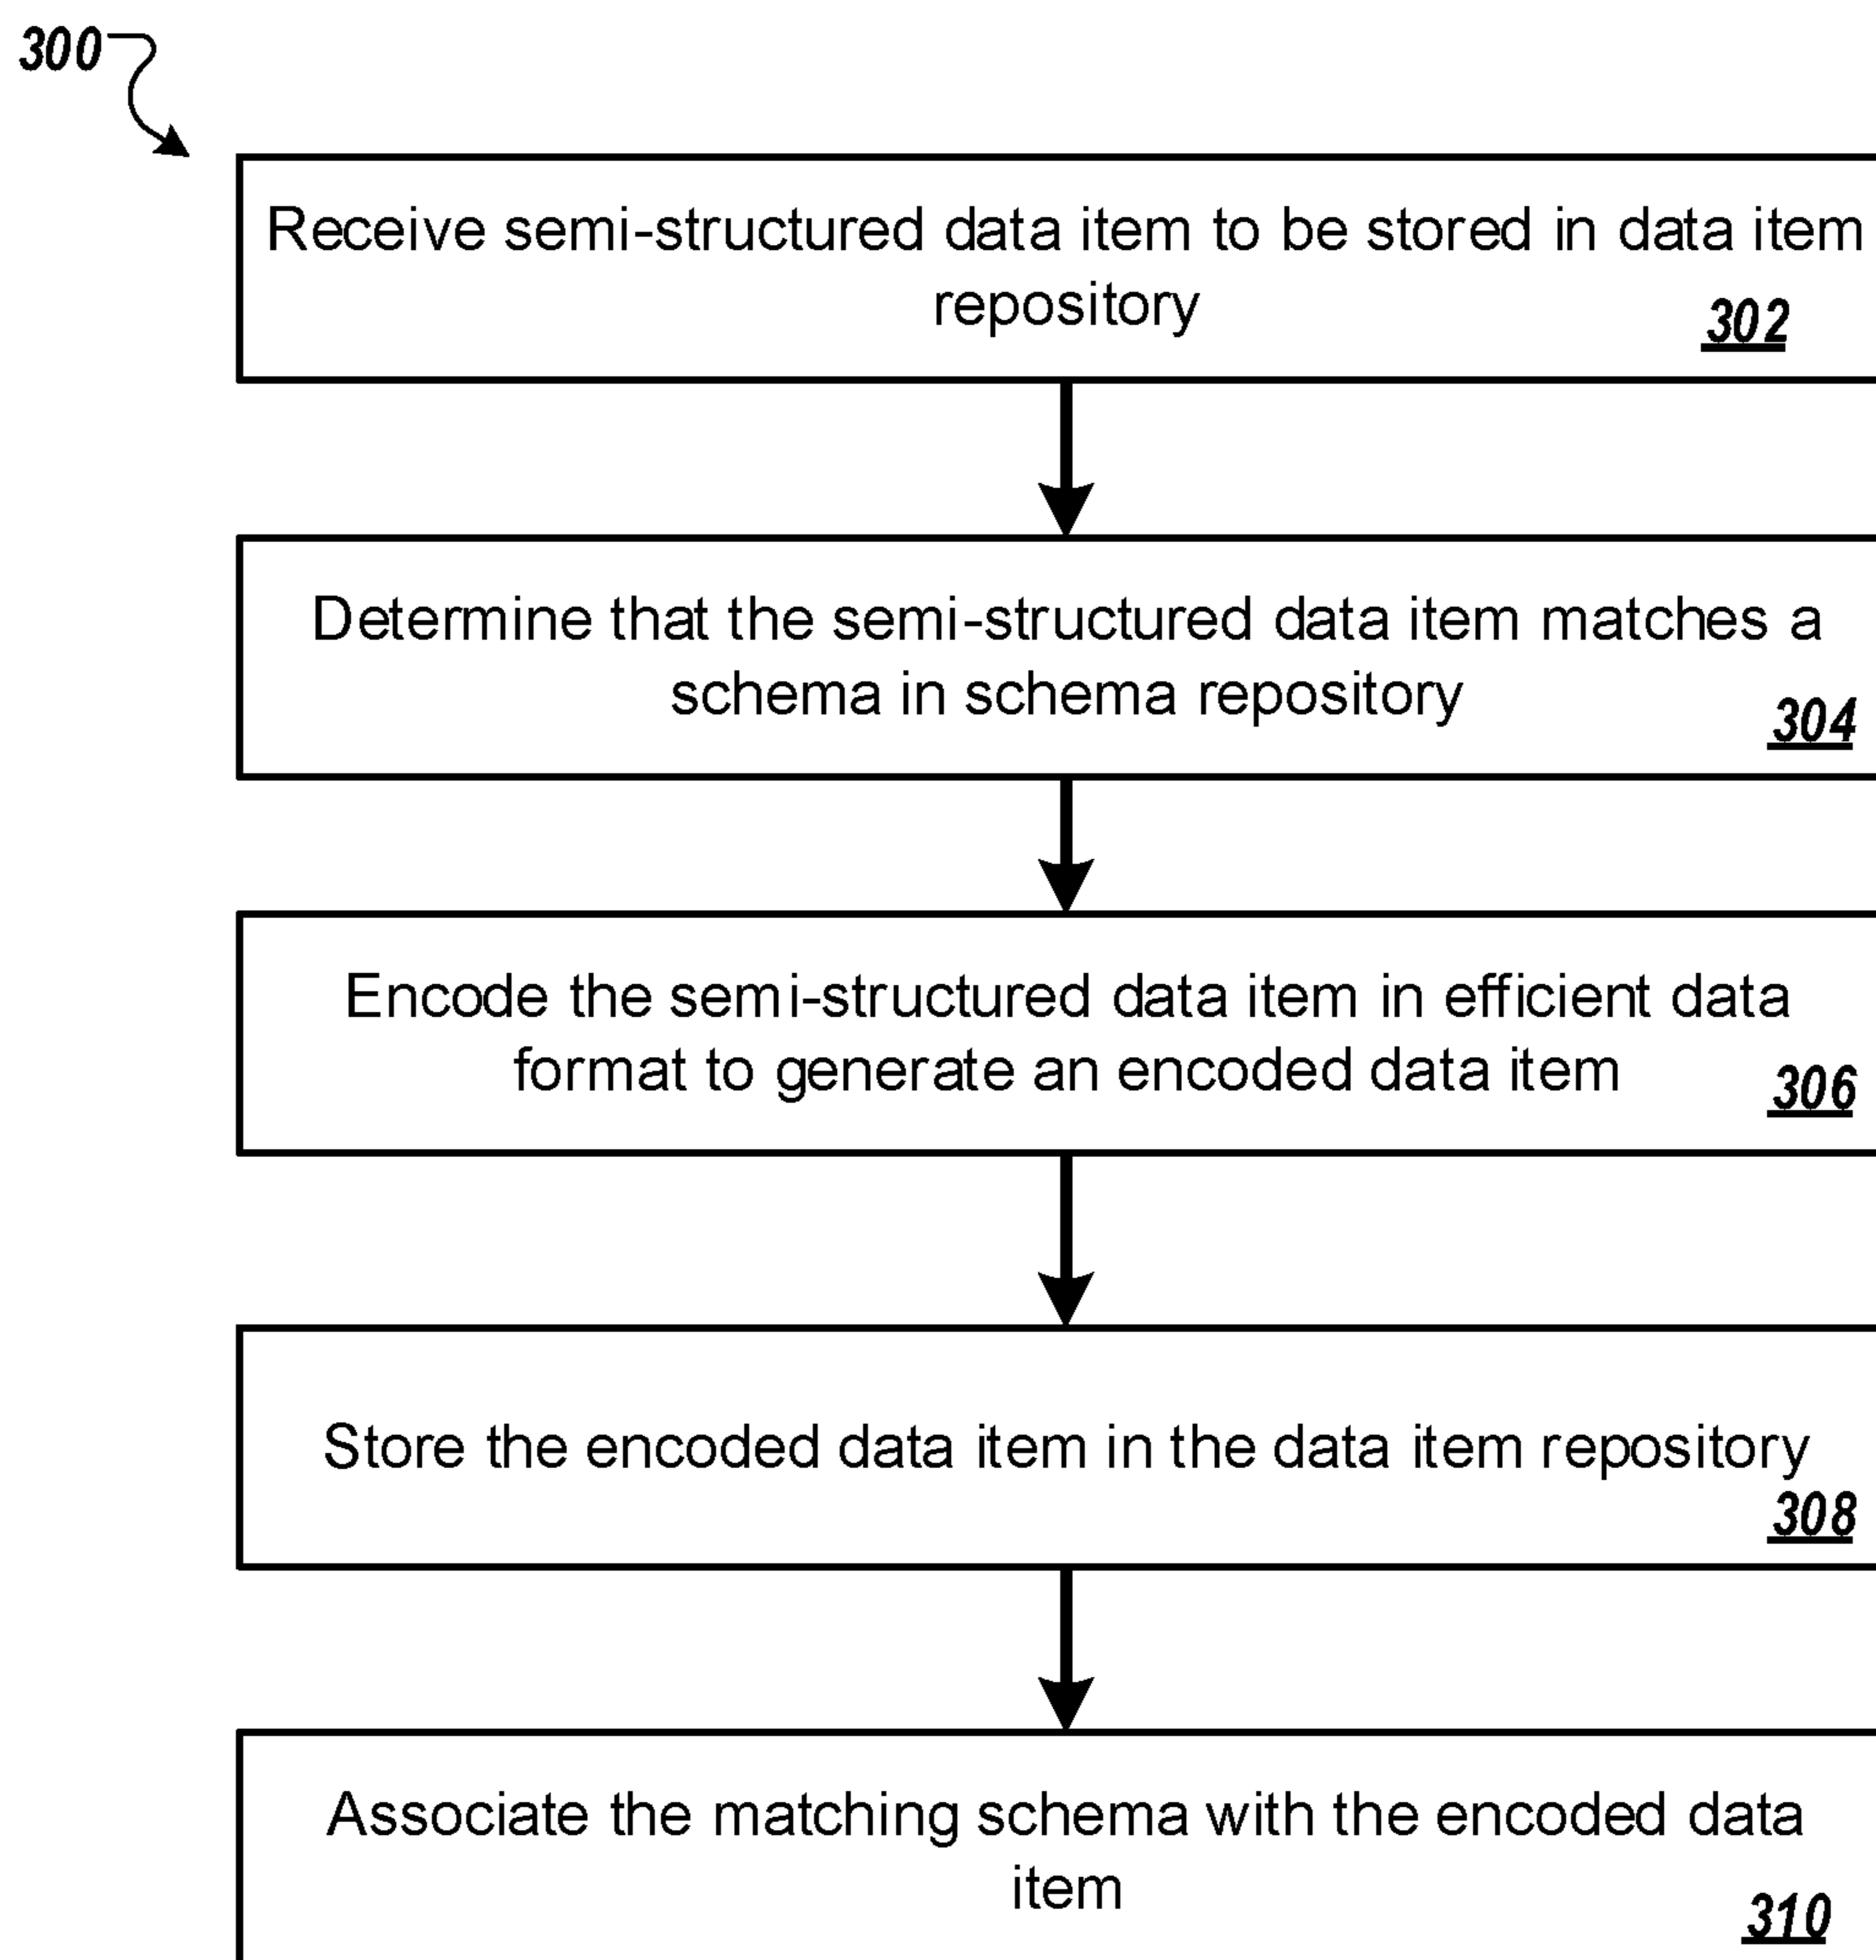 300
Receive semi-structured data item to be stored in data item
repository
302
Determine that the semi-structured data item matches a
schema in schema repository
304
Encode the semi-structured data item in efficient data
format to generate an encoded data item
306
Store the encoded data item in the data item repository
308
Associate the matching schema with the encoded data
item
310